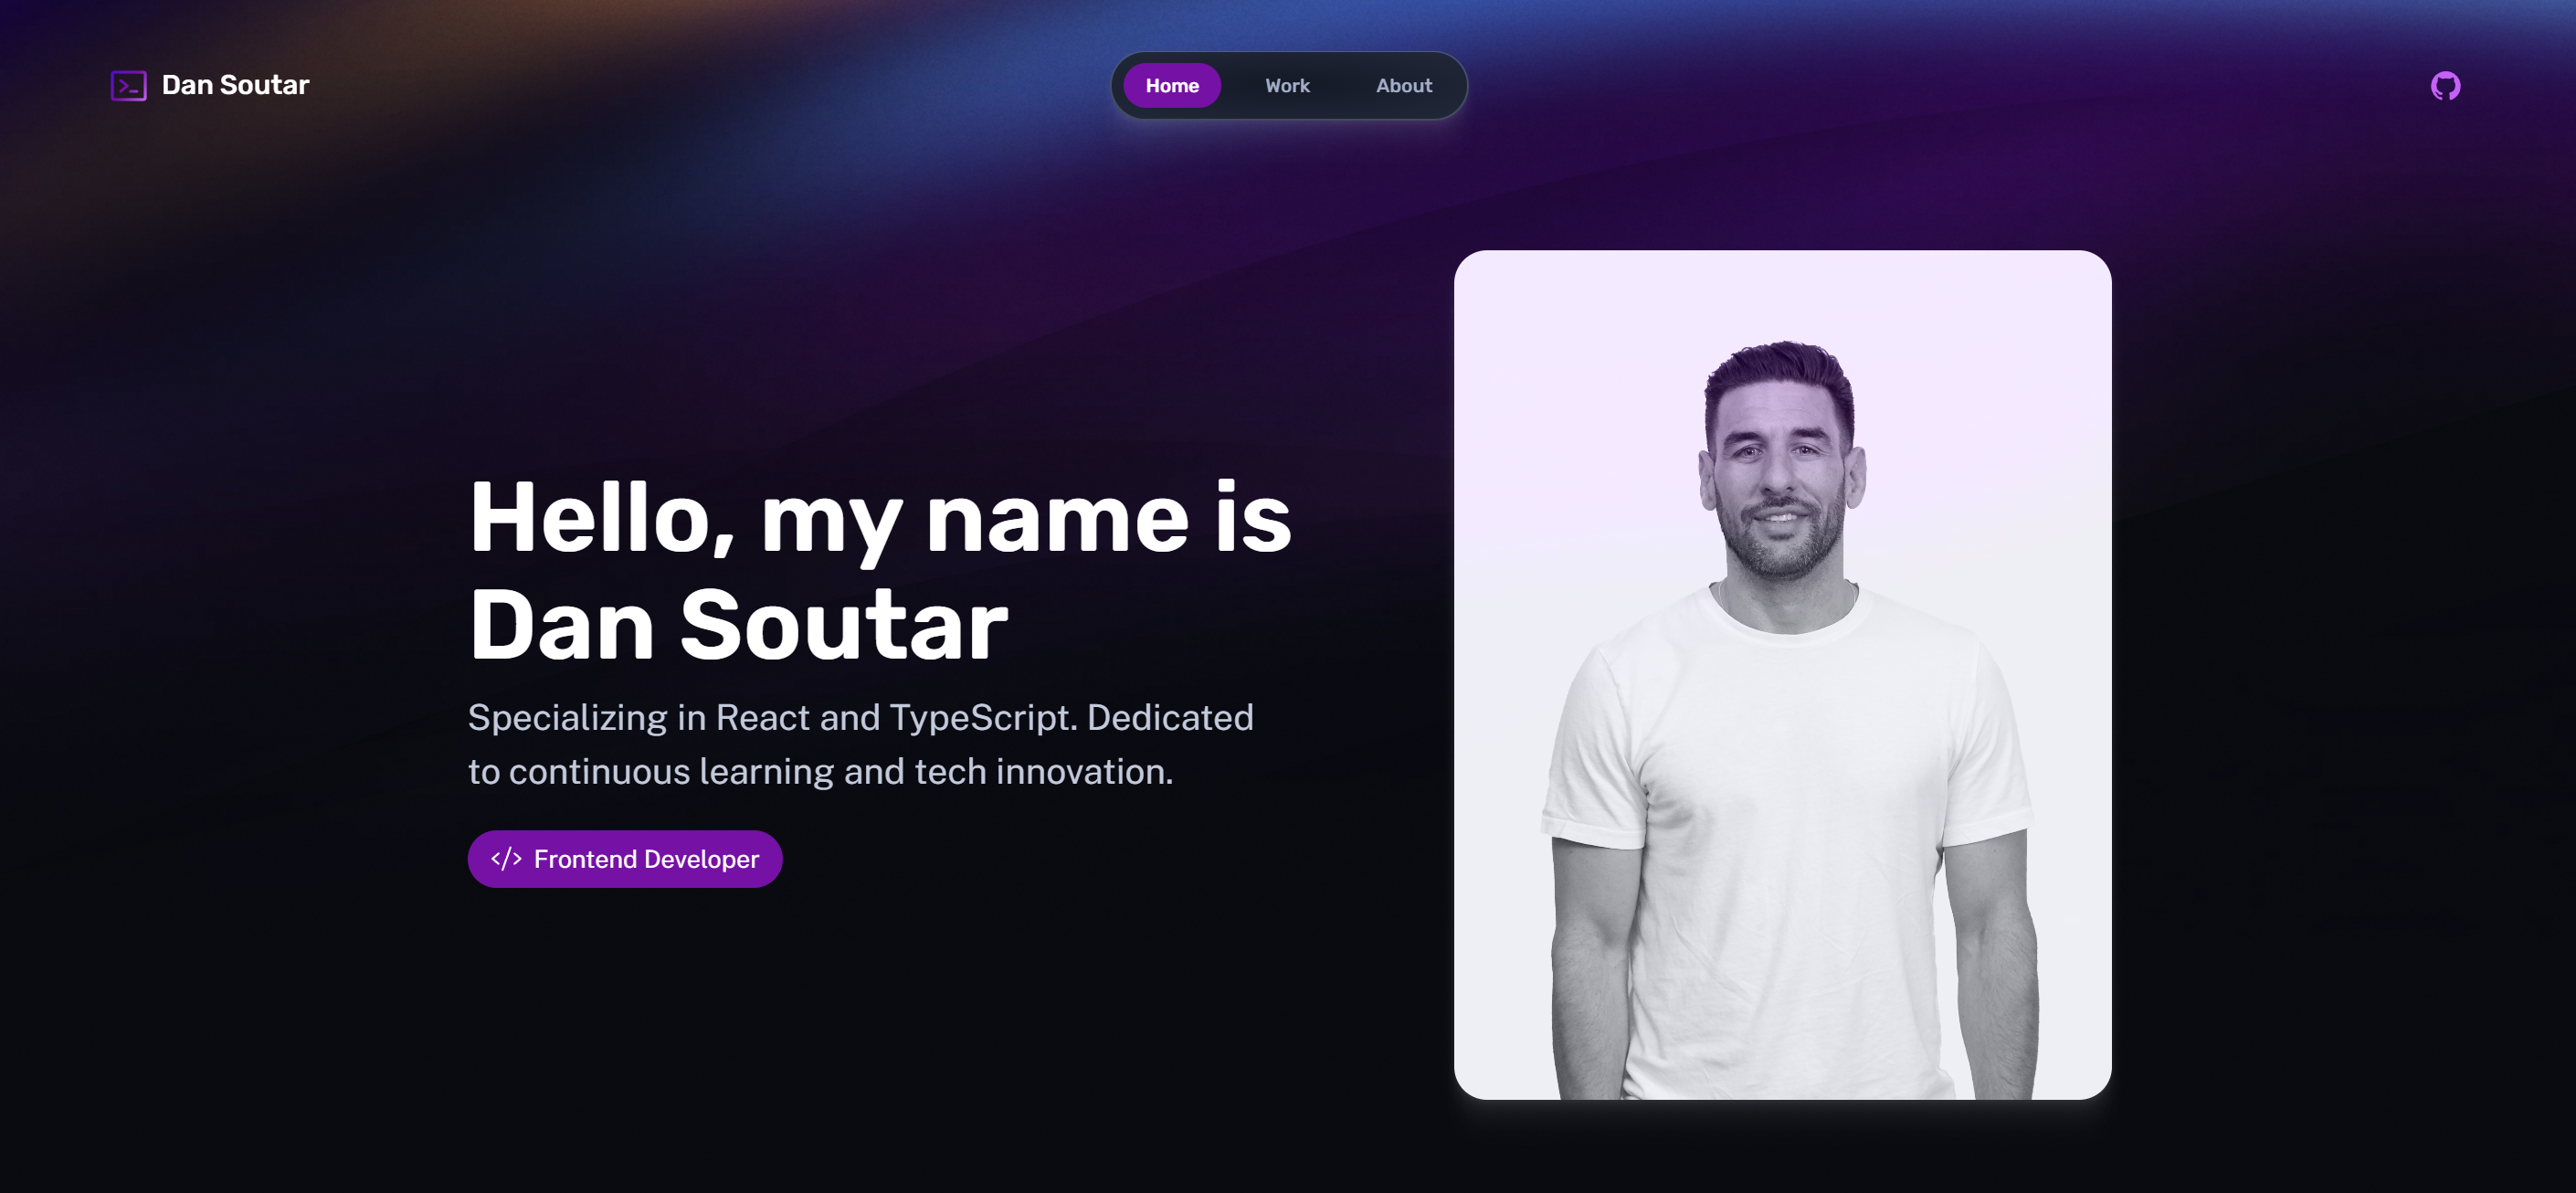 Dan Soutar
Home
Work
About
Hello, my name is
Dan Soutar
Specializing in React and TypeScript. Dedicated
to continuous learning and tech innovation.
</> Frontend Developer